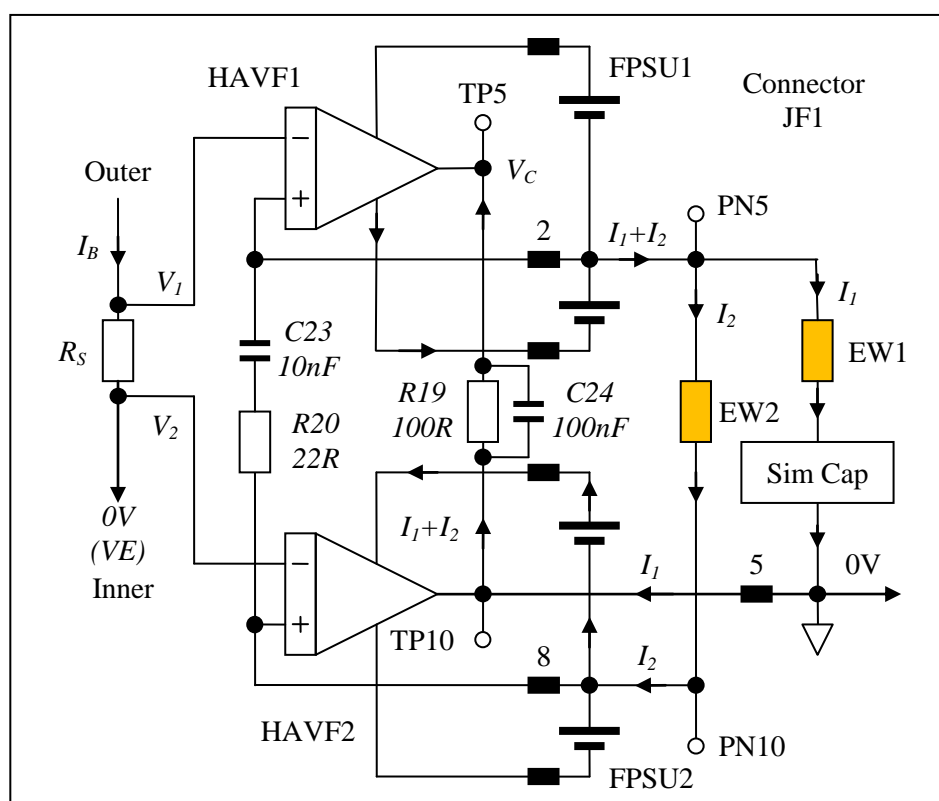 HAVF1
FPSU1
Connector
JF1
TP5
Outer
−
+
V_C
PN5
2
I_1+I_2
I_B
V_1
I_2
I_1
C23
10nF
R_S
EW1
R19
100R
C24
100nF
EW2
R20
22R
V_2
Sim Cap
0V
(VE)
Inner
I_1+I_2
−
I_1
5
0V
+
TP10
8
I_2
HAVF2
PN10
FPSU2